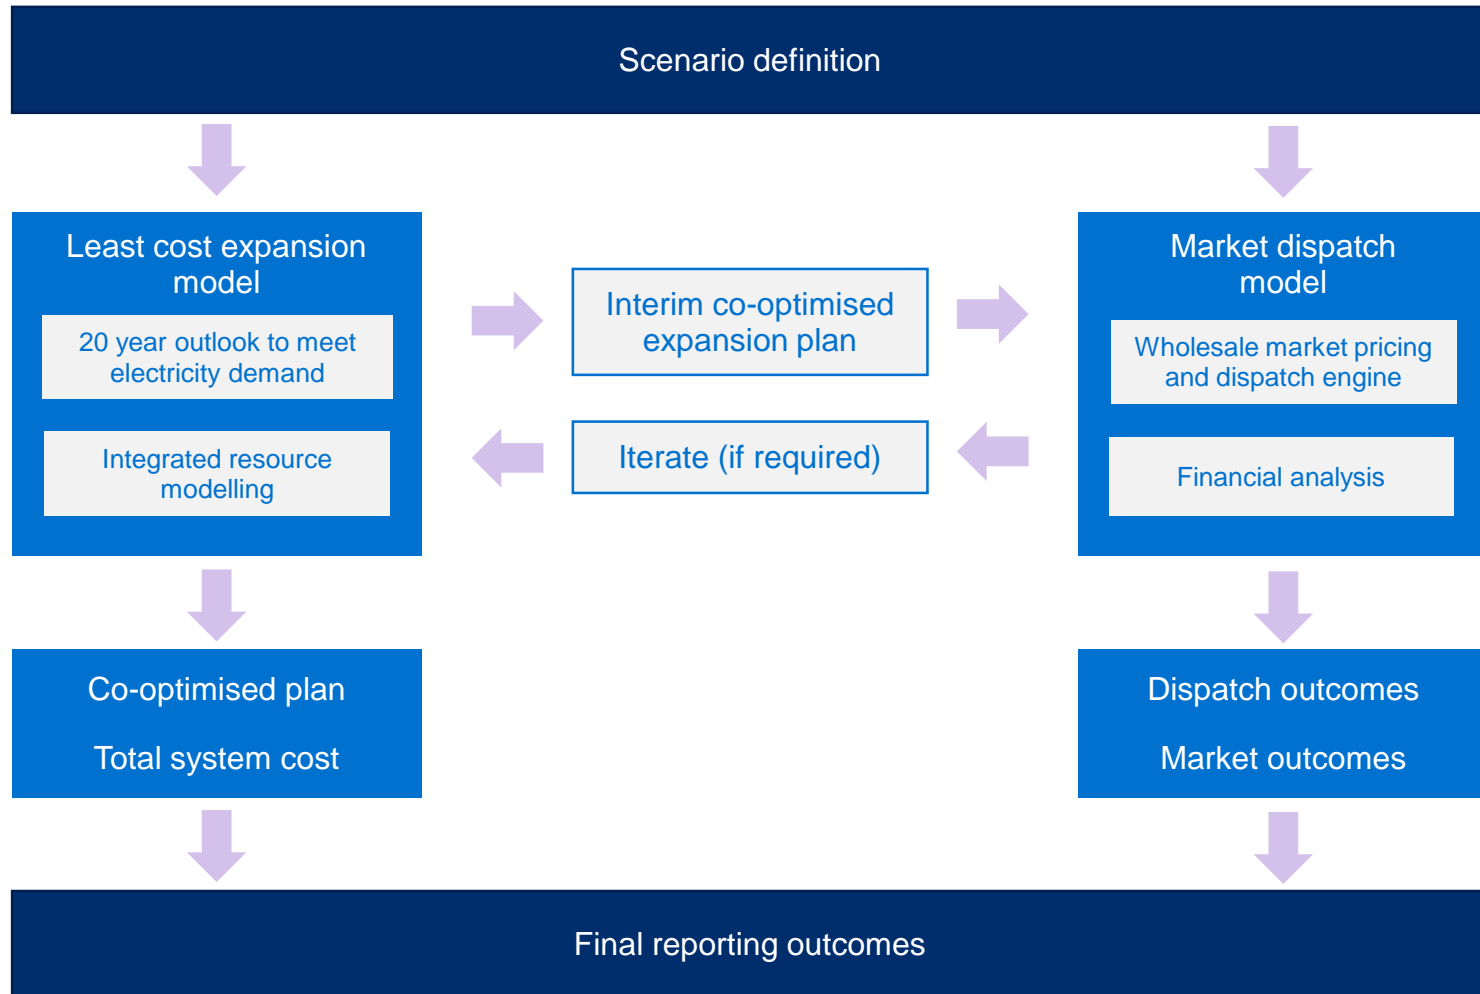 Scenario definition
Least cost expansion
model
20 year outlook to meet
electricity demand
Integrated resource
modelling
Interim co-optimised
expansion plan
Iterate (if required)
Market dispatch
model
Wholesale market pricing
and dispatch engine
Financial analysis
Co-optimised plan
Total system cost
Dispatch outcomes
Market outcomes
Final reporting outcomes